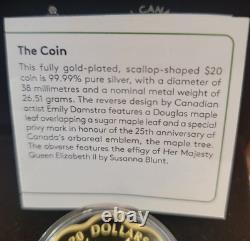 CANA
The Coin
This fully gold-plated, scallop-shaped $20
coin is 99.99% pure silver, with a diameter of
38 millimetres and a nominal metal weight of
26.51 grams. The reverse design by Canadian
artist Emily Damstra features a Douglas maple
leaf overlapping a sugar maple leaf and a special
privy mark in honour of the 25th anniversary of
Canada's arboreal emblem, the maple tree.
The obverse features the effigy of Her Majesty
Queen Elizabeth II by Susanna Blunt.
20 DOLLAR